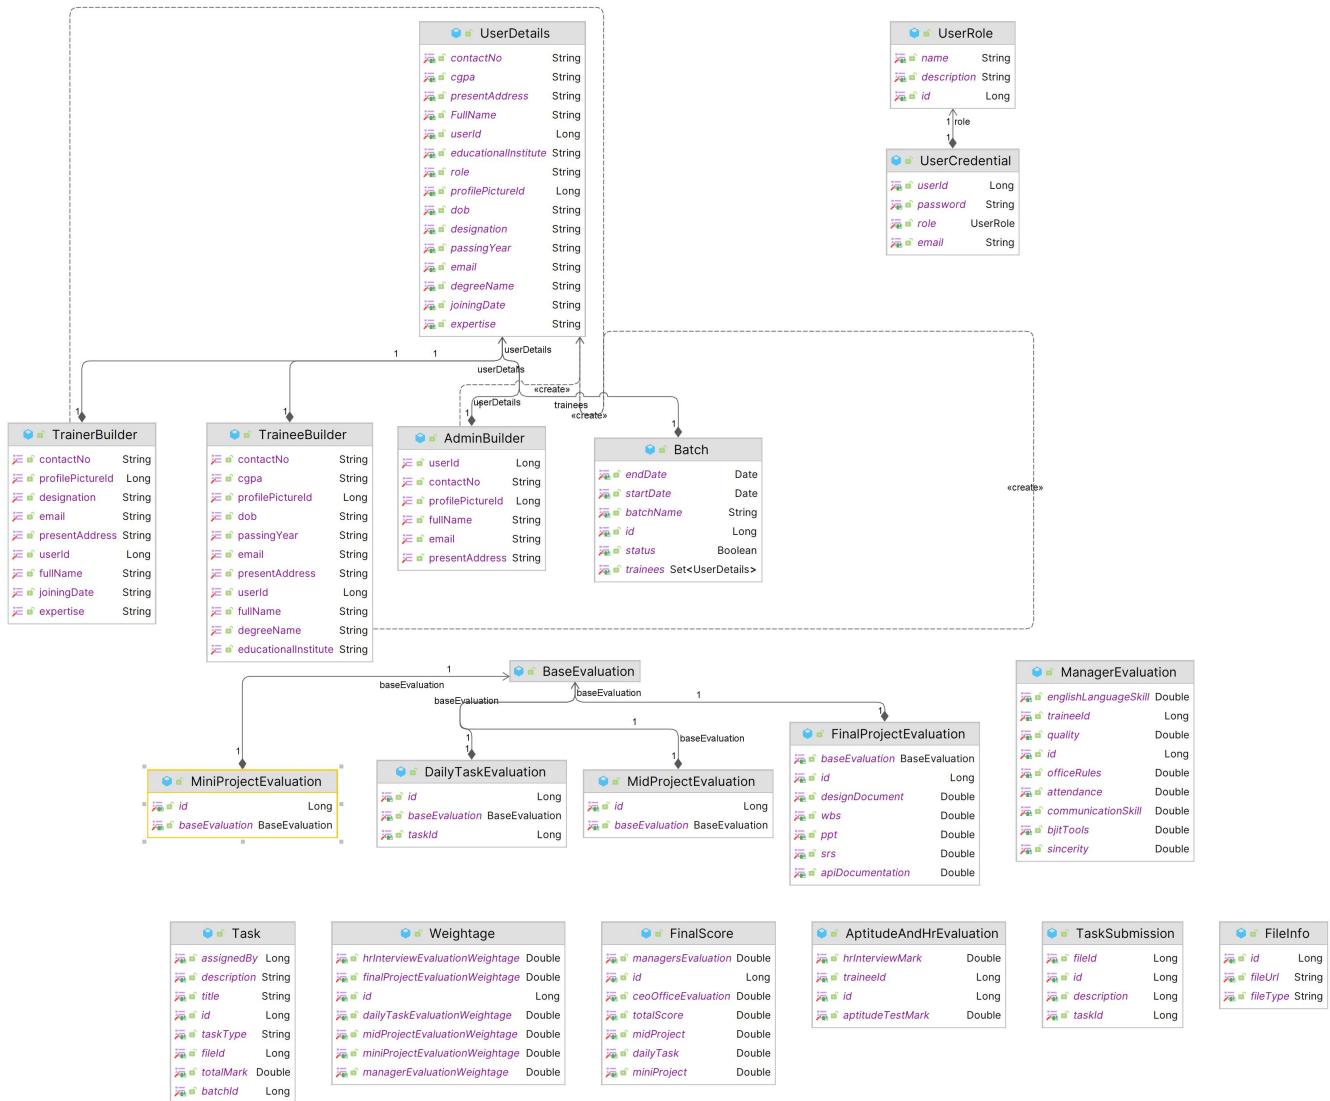 UserDetails
contactNo String
cgpa String
presentAddress String
FullName String
userId Long
educationalInstitute String
role String
profilePictureId Long
dob String
designation String
passingYear String
email String
degreeName String
joiningDate String
expertise String
UserRole
name String
description String
id Long
1 role
1
UserCredential
userId Long
password String
role UserRole
email String
1 1 userDetails
userDetails
«create»
userDetails
trainees
«create»
1 1 1 1
«create»
TrainerBuilder
contactNo String
profilePictureId Long
designation String
email String
presentAddress String
userId Long
fullName String
joiningDate String
expertise String
TraineeBuilder
contactNo String
cgpa String
profilePictureId Long
dob String
passingYear String
email String
presentAddress String
userId Long
fullName String
degreeName String
educationalInstitute String
AdminBuilder
userId Long
contactNo String
profilePictureId Long
fullName String
email String
presentAddress String
Batch
endDate Date
startDate Date
batchName String
id Long
status Boolean
trainees Set<UserDetails>
BaseEvaluation
1
baseEvaluation
baseEvaluation
baseEvaluation
1
1
baseEvaluation
1
1
1
1
1
MiniProjectEvaluation
id Long
baseEvaluation BaseEvaluation
DailyTaskEvaluation
id Long
baseEvaluation BaseEvaluation
taskId Long
MidProjectEvaluation
id Long
baseEvaluation BaseEvaluation
FinalProjectEvaluation
baseEvaluation BaseEvaluation
id Long
designDocument Double
wbs Double
ppt Double
srs Double
apiDocumentation Double
ManagerEvaluation
englishLanguageSkill Double
traineeId Long
quality Double
id Long
officeRules Double
attendance Double
communicationSkill Double
bjitTools Double
sincerity Double
Task
assignedBy Long
description String
title String
id Long
taskType String
fileId Long
totalMark Double
batchId Long
Weightage
hrInterviewEvaluationWeightage Double
finalProjectEvaluationWeightage Double
id Long
dailyTaskEvaluationWeightage Double
midProjectEvaluationWeightage Double
miniProjectEvaluationWeightage Double
managerEvaluationWeightage Double
FinalScore
managersEvaluation Double
id Long
ceoOfficeEvaluation Double
totalScore Double
midProject Double
dailyTask Double
miniProject Double
AptitudeAndHrEvaluation
hrInterviewMark Double
traineeId Long
id Long
aptitudeTestMark Double
TaskSubmission
fileId Long
id Long
description Long
taskId Long
FileInfo
id Long
fileUrl String
fileType String